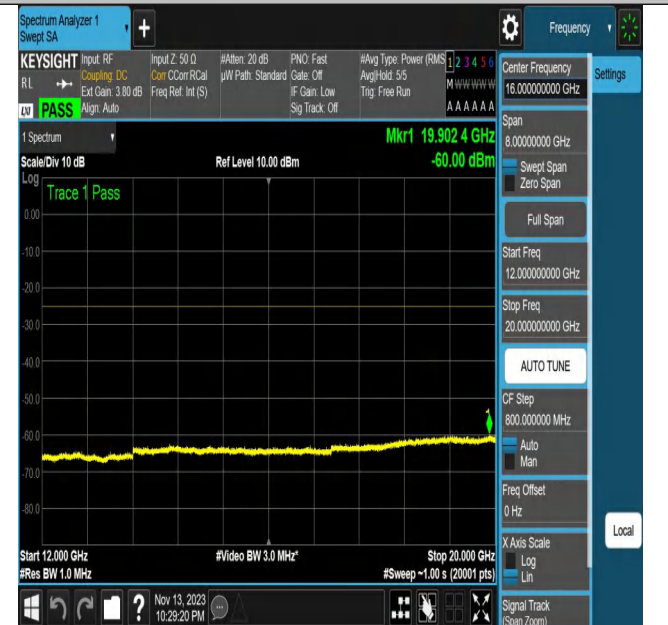 Spectrum Analyzer 1
Swept SA
+
Frequency
KEYSIGHT
Input: RF
Coupling: DC
Ext Gain: 3.80 dB
Align: Auto
Input Z: 50 Ω
Corr CCorr RCal
Freq Ref: Int (S)
#Atten: 20 dB
µW Path: Standard
PNO: Fast
Gate: Off
IF Gain: Low
Sig Track: Off
#Avg Type: Power (RMS
Avg|Hold: 5/5
Trig: Free Run
1 2 3 4 5 6
M W W W W W
A A A A A A
RL
LXI
PASS
Center Frequency
16.000000000 GHz
Settings
Span
8.00000000 GHz
Swept Span
Zero Span
Full Span
Start Freq
12.000000000 GHz
Stop Freq
20.000000000 GHz
AUTO TUNE
CF Step
800.000000 MHz
Auto
Man
Freq Offset
0 Hz
X Axis Scale
Log
Lin
Signal Track
(Span Zoom)
Local
1 Spectrum
Scale/Div 10 dB
Ref Level 10.00 dBm
Mkr1 19.902 4 GHz
-60.00 dBm
Log
Trace 1 Pass
0.00
-10.0
-20.0
-30.0
-40.0
-50.0
-60.0
-70.0
-80.0
1
Start 12.000 GHz
#Res BW 1.0 MHz
#Video BW 3.0 MHz*
Stop 20.000 GHz
#Sweep ~1.00 s (20001 pts)
?
Nov 13, 2023
10:29:20 PM